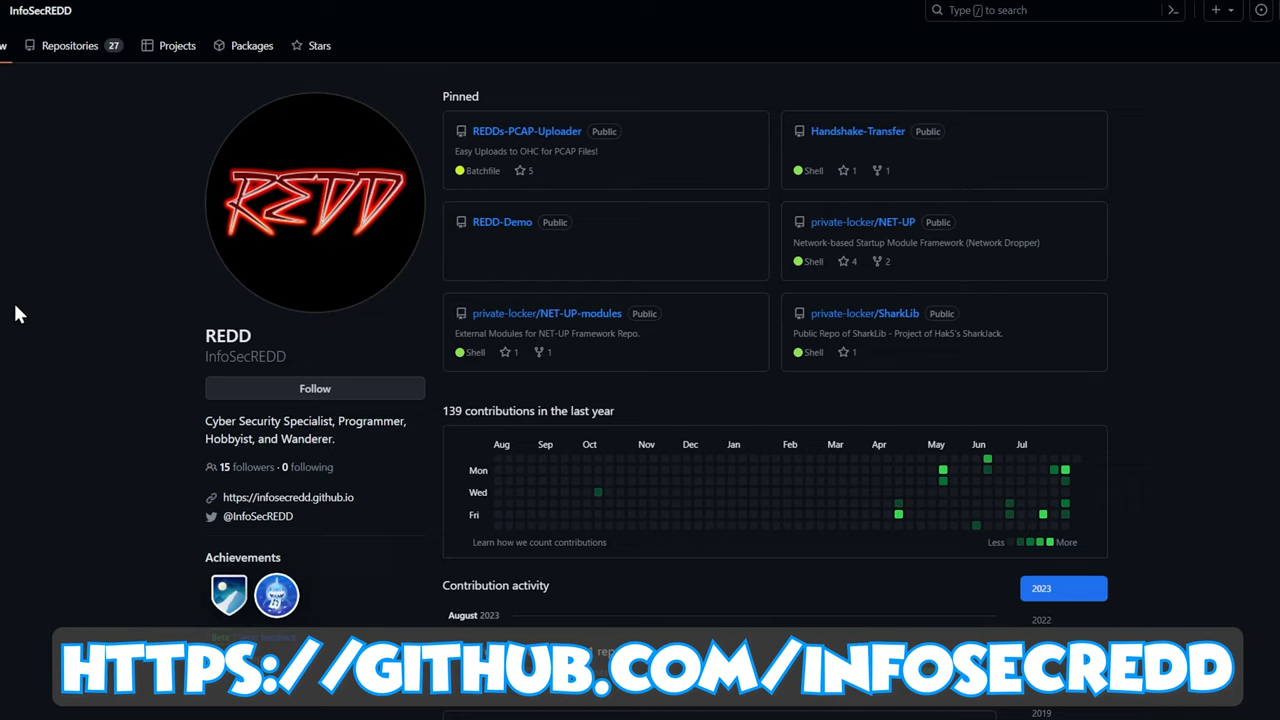 InfoSecREDD
Type / to search
Repositories 27 Projects Packages Stars
REDD
REDD
InfoSecREDD
Follow
Cyber Security Specialist, Programmer,
Hobbyist, and Wanderer.
15 followers · 0 following
https://infosecredd.github.io
@InfoSecREDD
Achievements
Beta
Pinned
REDDs-PCAP-Uploader Public
Easy Uploads to OHC for PCAP Files!
Batchfile 5
Handshake-Transfer Public
Shell 1 1
REDD-Demo Public
private-locker/NET-UP Public
Network-based Startup Module Framework (Network Dropper)
Shell 4 2
private-locker/NET-UP-modules Public
External Modules for NET-UP Framework Repo.
Shell 1 1
private-locker/SharkLib Public
Public Repo of SharkLib - Project of Hak5's SharkJack.
Shell 1
139 contributions in the last year
Aug Sep Oct Nov Dec Jan Feb Mar Apr May Jun Jul
Mon
Wed
Fri
Learn how we count contributions
Less More
Contribution activity
August 2023
2023
2022
2019
HTTPS://GITHUB.COM/INFOSECREDD